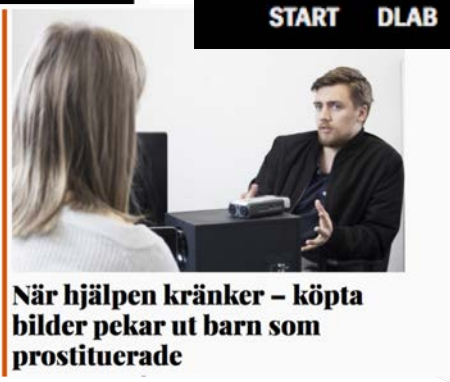 START DLAB
När hjälpen kränker – köpta
bilder pekar ut barn som
prostituerade